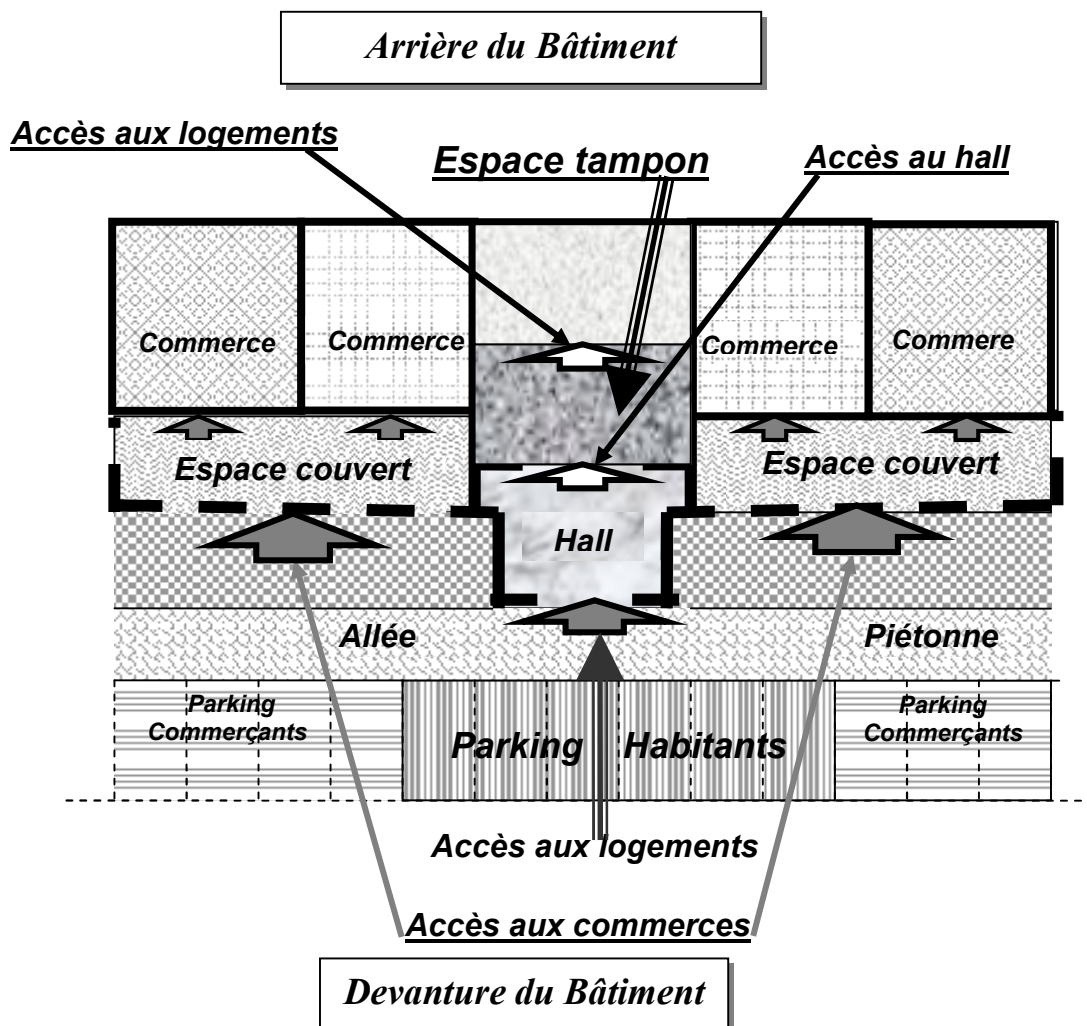 Arrière du Bâtiment
Accès aux logements
Espace tampon
Accès au hall
Commerce
Commerce
Commerce
Commere
Espace couvert
Espace couvert
Hall
Allée
Piétonne
Parking
Commerçants
Parking Habitants
Parking
Commerçants
Accès aux logements
Accès aux commerces
Devanture du Bâtiment